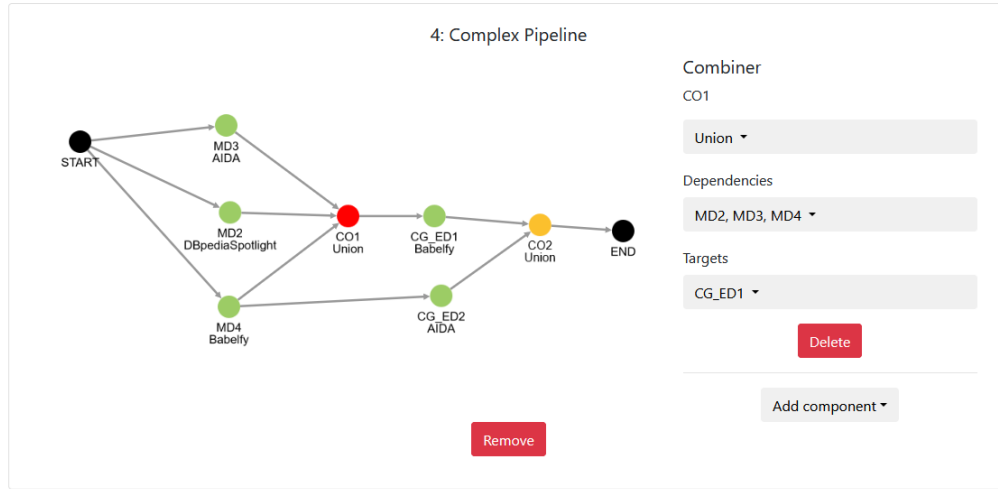 4: Complex Pipeline
START
MD3
AIDA
MD2
DBpediaSpotlight
MD4
Babelfy
CO1
Union
CG_ED1
Babelfy
CG_ED2
AIDA
CO2
Union
END
Remove
Combiner
CO1
Union
Dependencies
MD2, MD3, MD4
Targets
CG_ED1
Delete
Add component